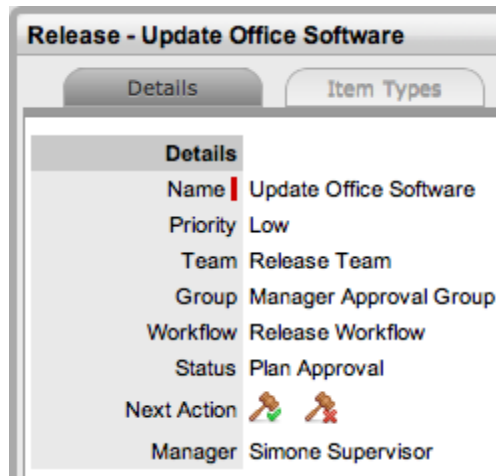 Release - Update Office Software
Details Item Types
Details
Name Update Office Software
Priority Low
Team Release Team
Group Manager Approval Group
Workflow Release Workflow
Status Plan Approval
Next Action
Manager Simone Supervisor